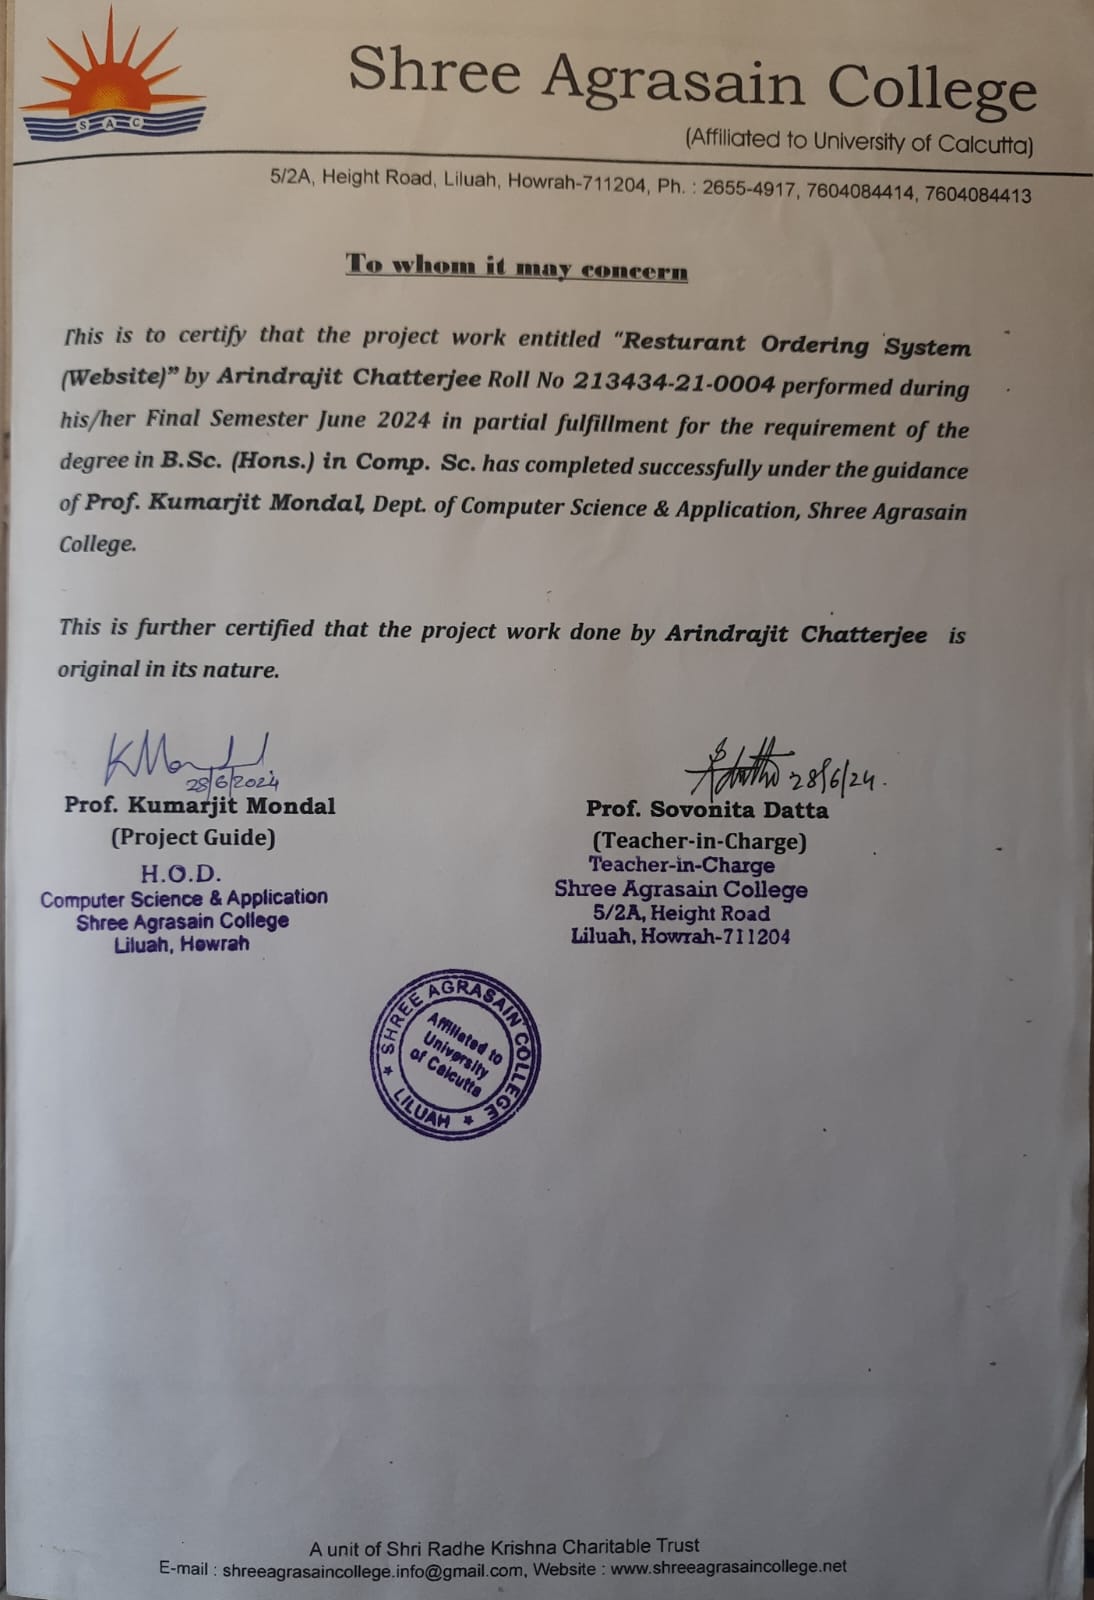 S A C
Shree Agrasain College
(Affiliated to University of Calcutta)
5/2A, Height Road, Liluah, Howrah-711204, Ph. : 2655-4917, 7604084414, 7604084413
To whom it may concern
This is to certify that the project work entitled “Resturant Ordering System
(Website)” by Arindrajit Chatterjee Roll No 213434-21-0004 performed during
his/her Final Semester June 2024 in partial fulfillment for the requirement of the
degree in B.Sc. (Hons.) in Comp. Sc. has completed successfully under the guidance
of Prof. Kumarjit Mondal, Dept. of Computer Science & Application, Shree Agrasain
College.
This is further certified that the project work done by Arindrajit Chatterjee is
original in its nature.
KMondal
28/6/2024
Prof. Kumarjit Mondal
(Project Guide)
H.O.D.
Computer Science & Application
Shree Agrasain College
Liluah, Howrah
SDatta 28/6/24.
Prof. Sovonita Datta
(Teacher-in-Charge)
Teacher-in-Charge
Shree Agrasain College
5/2A, Height Road
Liluah, Howrah-711204
SHREE AGRASAIN COLLEGE
Affiliated to
University
of Calcutta
★ LILUAH ★
A unit of Shri Radhe Krishna Charitable Trust
E-mail : shreeagrasaincollege.info@gmail.com, Website : www.shreeagrasaincollege.net